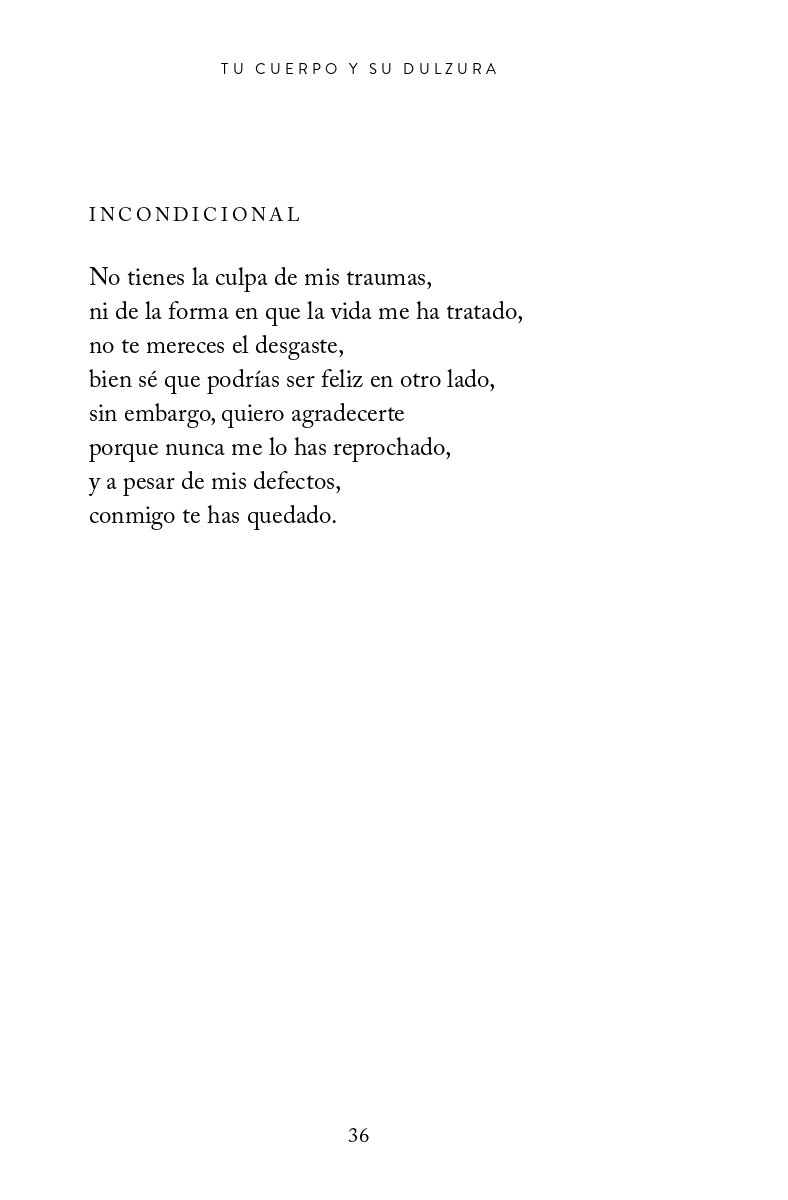 TU CUERPO Y SU DULZURA
INCONDICIONAL
No tienes la culpa de mis traumas,
ni de la forma en que la vida me ha tratado,
no te mereces el desgaste,
bien sé que podrías ser feliz en otro lado,
sin embargo, quiero agradecerte
porque nunca me lo has reprochado,
y a pesar de mis defectos,
conmigo te has quedado.
36